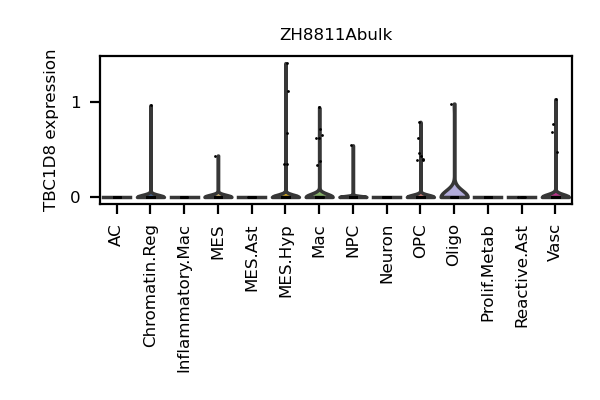 ZH8811Abulk
TBC1D8 expression
1
0
AC
Chromatin.Reg
Inflammatory.Mac
MES
MES.Ast
MES.Hyp
Mac
NPC
Neuron
OPC
Oligo
Prolif.Metab
Reactive.Ast
Vasc